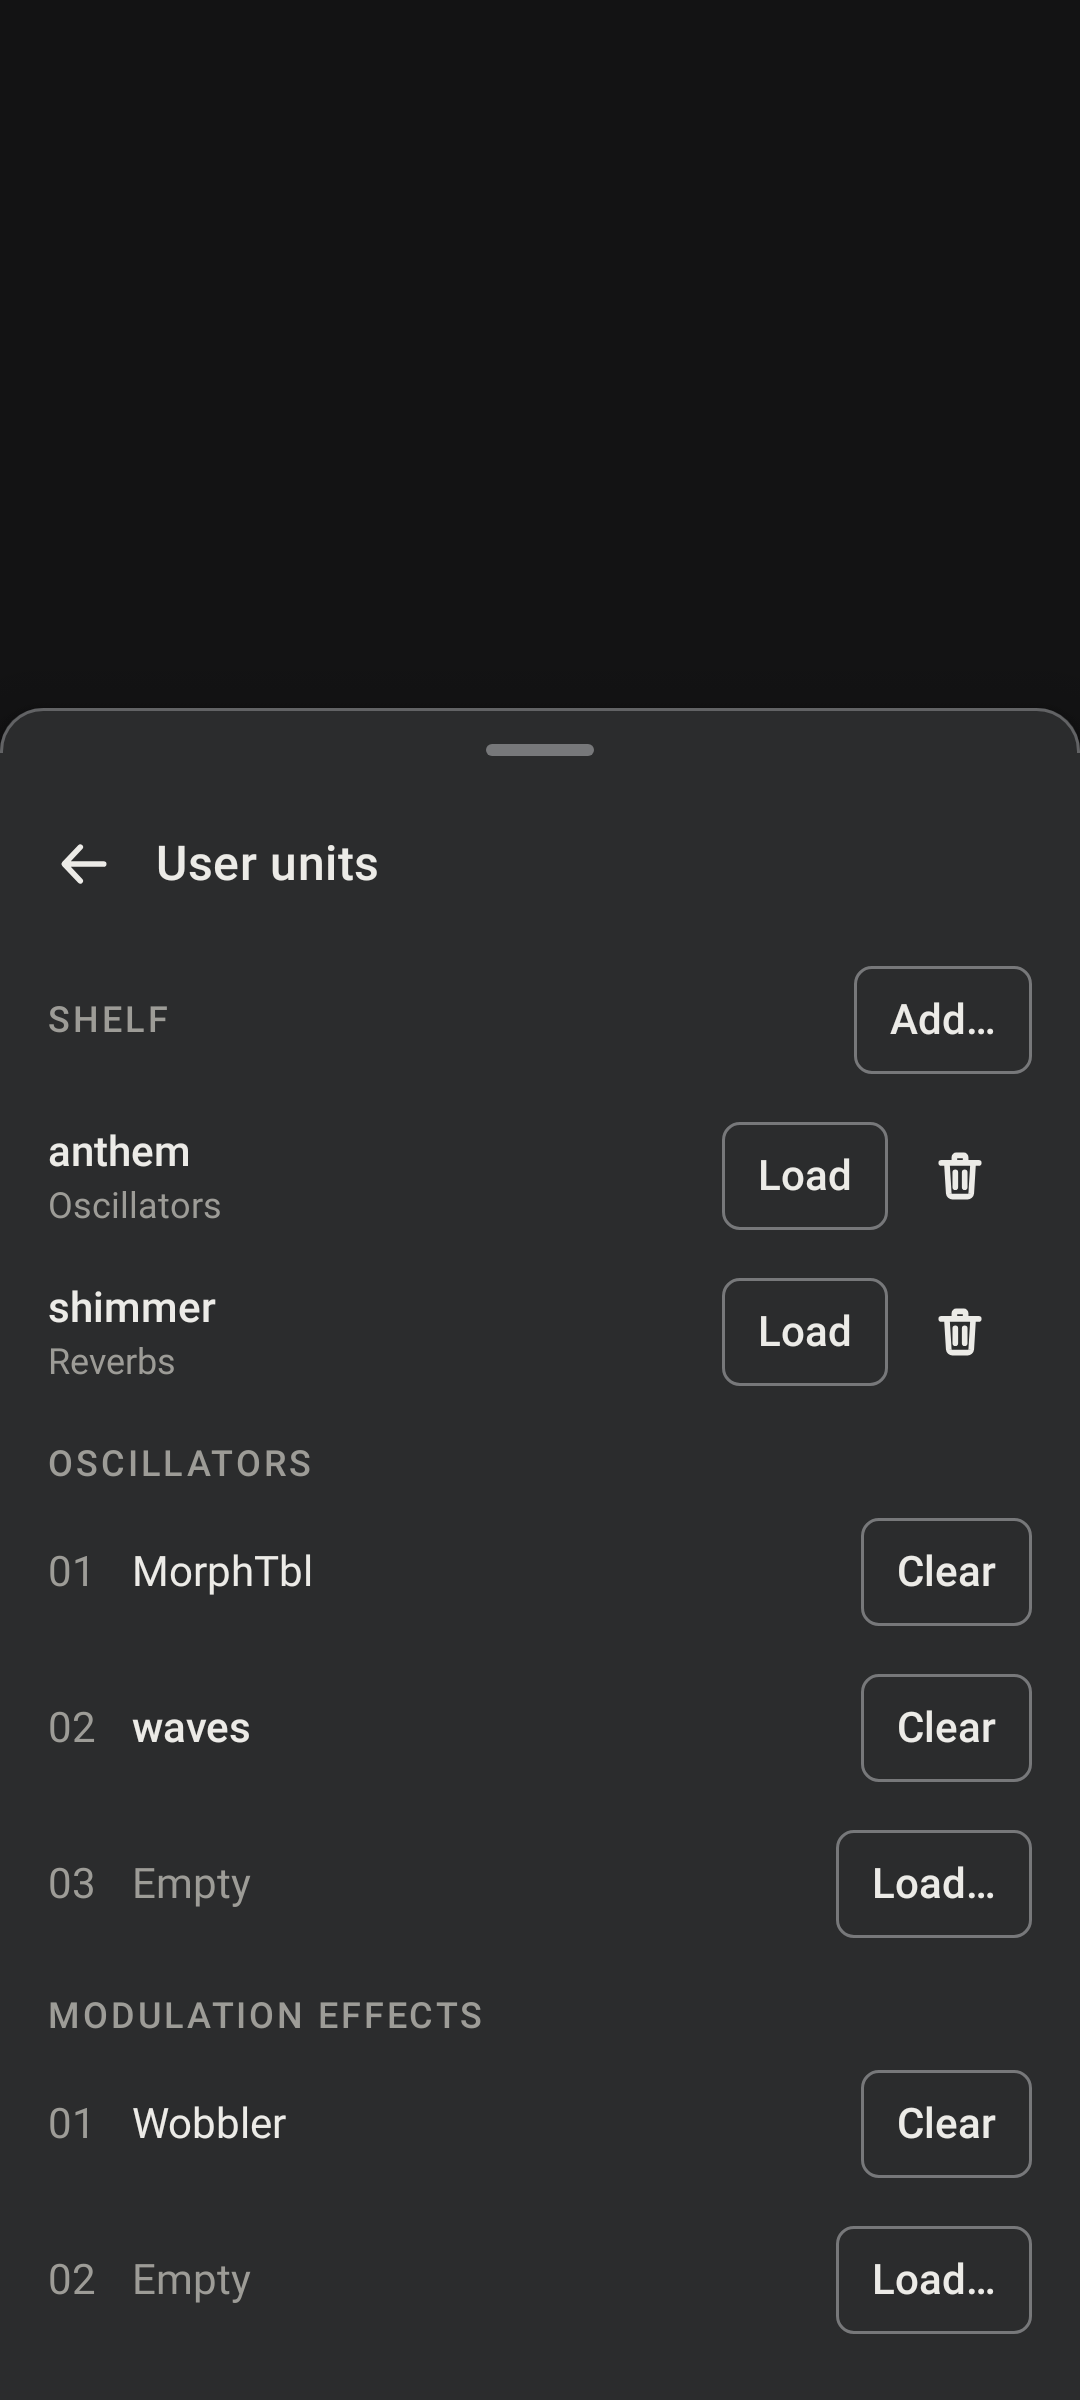 User units
SHELF
Add...
anthem
Oscillators
Load
shimmer
Reverbs
Load
OSCILLATORS
01 MorphTbl Clear
02 waves Clear
03 Empty Load...
MODULATION EFFECTS
01 Wobbler Clear
02 Empty Load...